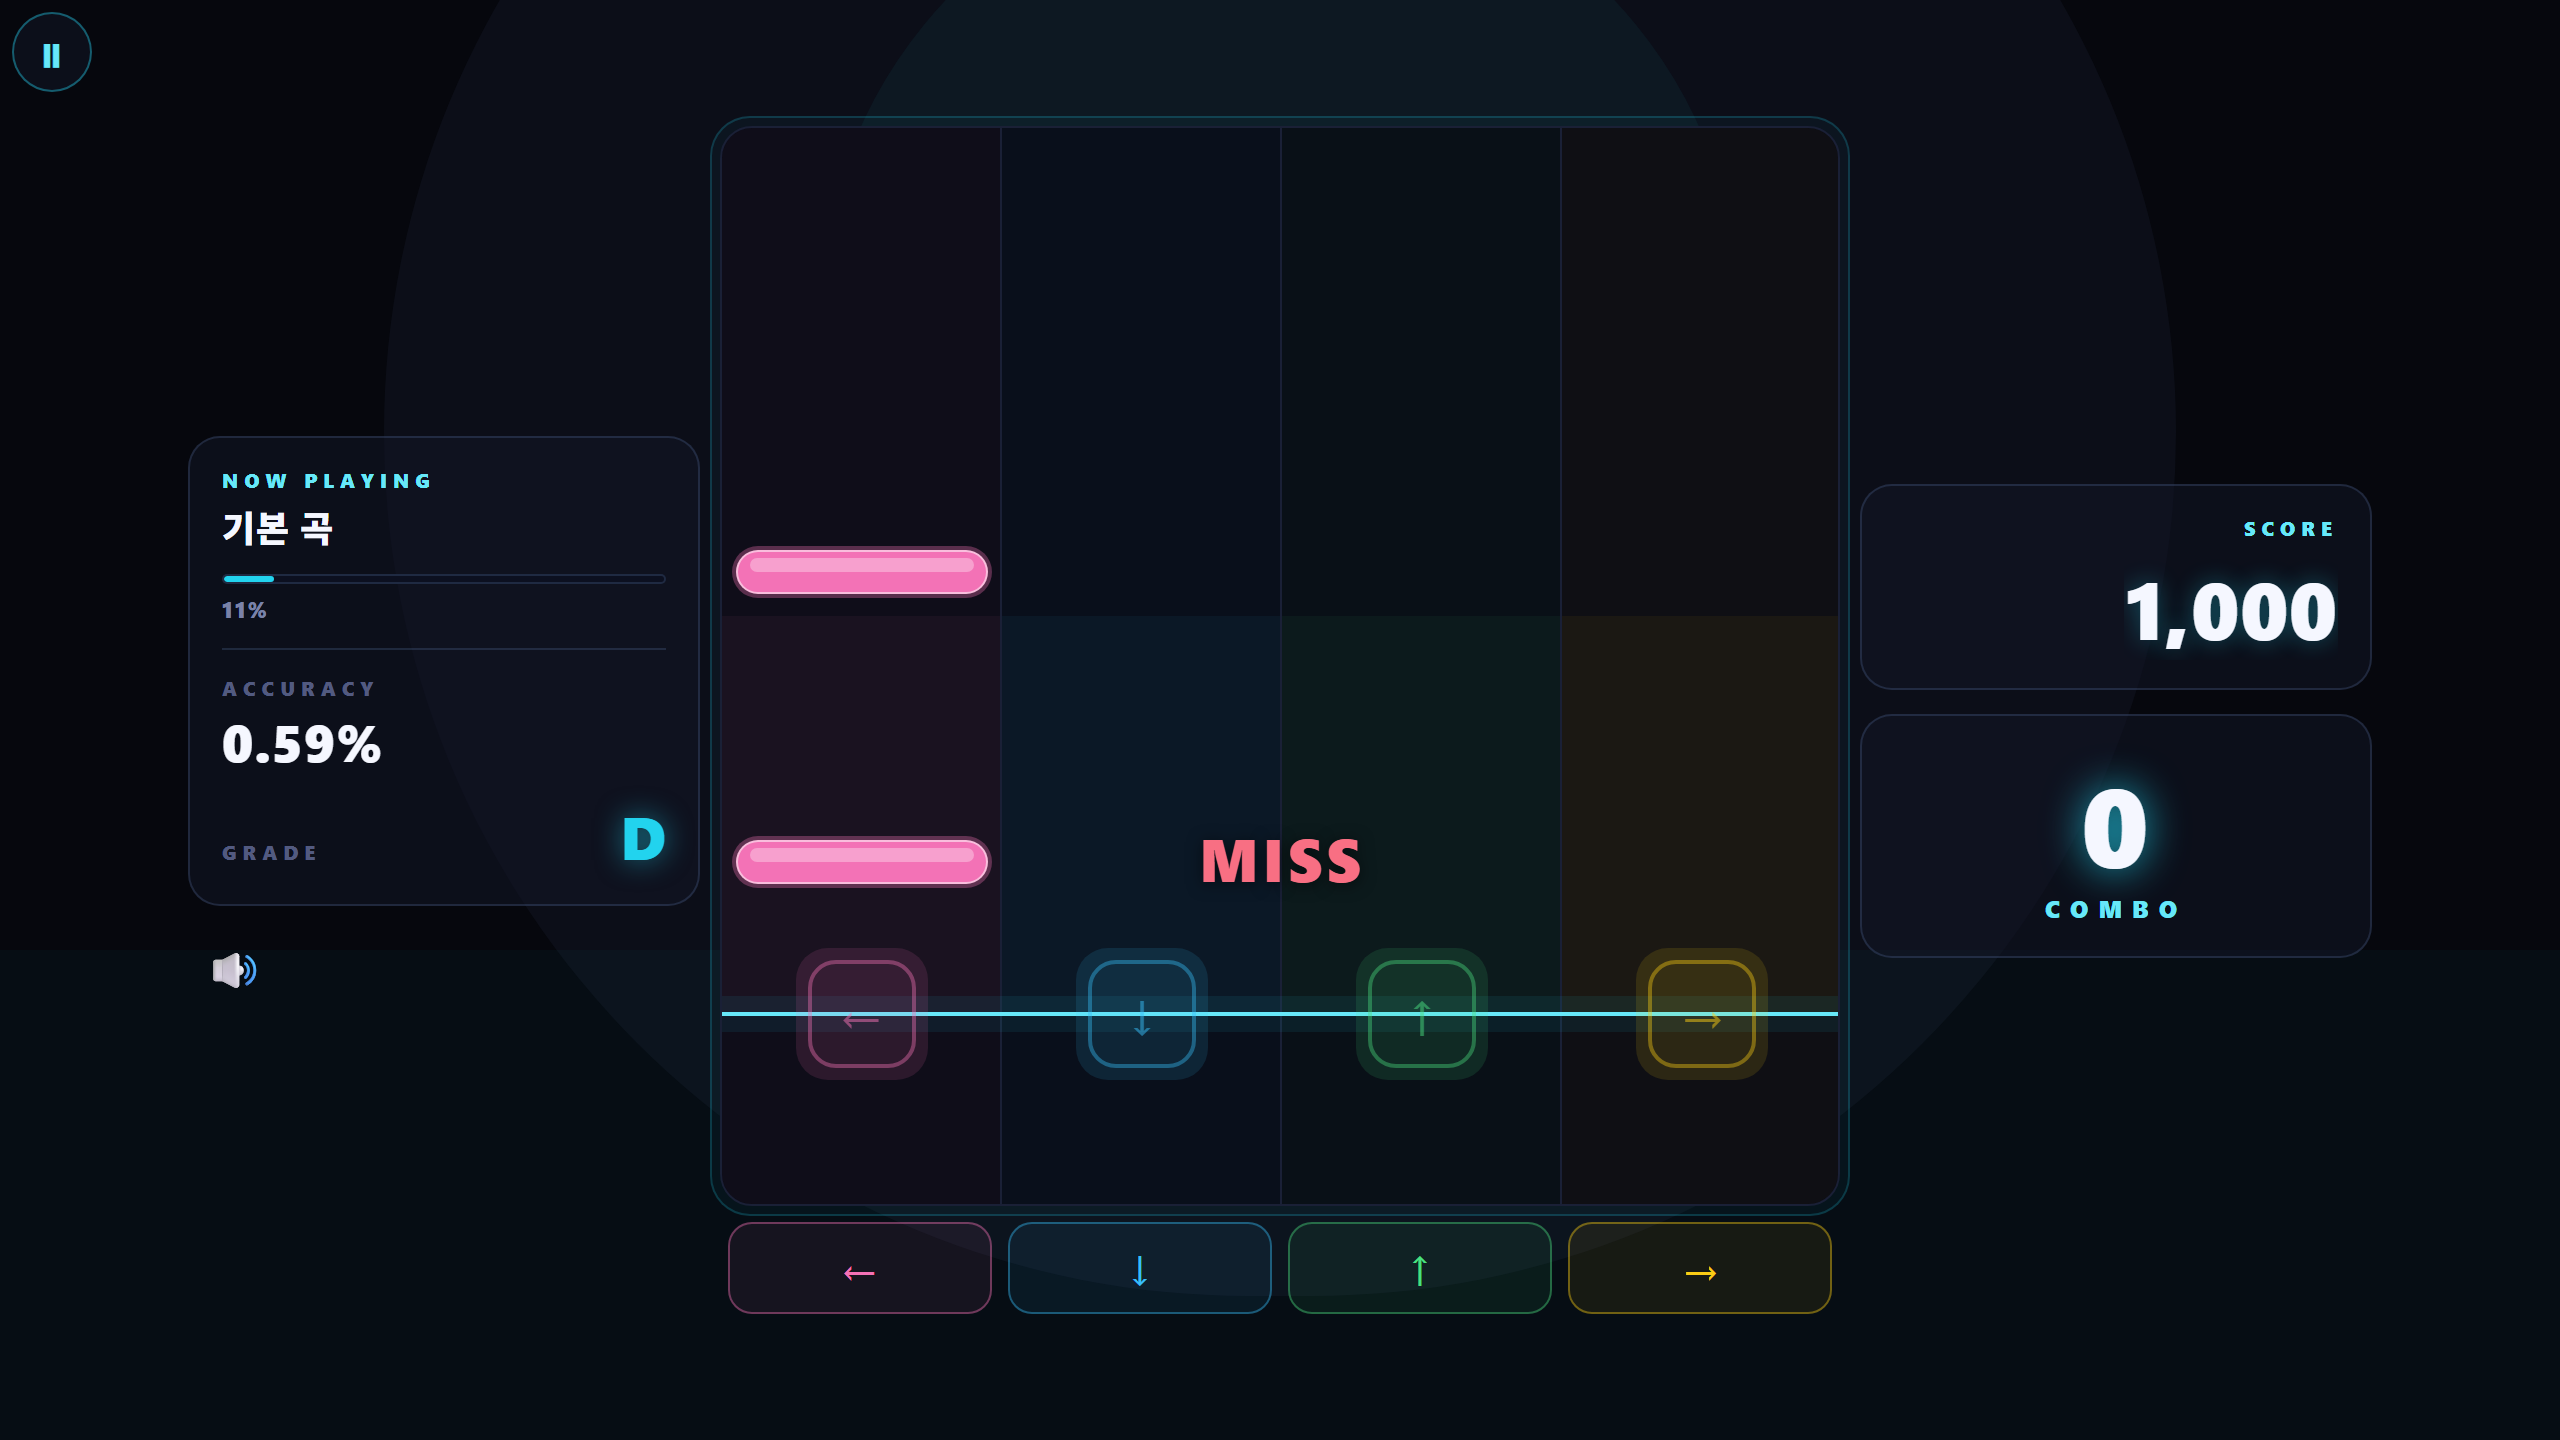 NOW PLAYING
기본 곡
11%
ACCURACY
0.59%
GRADE
D
MISS
← ↓ ↑ →
← ↓ ↑ →
SCORE
1,000
0
COMBO